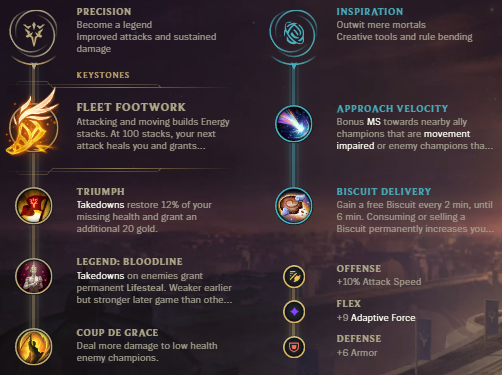 PRECISION
Become a legend
Improved attacks and sustained
damage
KEYSTONES
FLEET FOOTWORK
Attacking and moving builds Energy
stacks. At 100 stacks, your next
attack heals you and grants...
TRIUMPH
Takedowns restore 12% of your
missing health and grant an
additional 20 gold.
LEGEND: BLOODLINE
Takedowns on enemies grant
permanent Lifesteal. Weaker earlier
but stronger later game than othe...
COUP DE GRACE
Deal more damage to low health
enemy champions.
INSPIRATION
Outwit mere mortals
Creative tools and rule bending
APPROACH VELOCITY
Bonus MS towards nearby ally
champions that are movement
impaired or enemy champions tha...
BISCUIT DELIVERY
Gain a free Biscuit every 2 min, until
6 min. Consuming or selling a
Biscuit permanently increases you...
OFFENSE
+10% Attack Speed
FLEX
+9 Adaptive Force
DEFENSE
+6 Armor